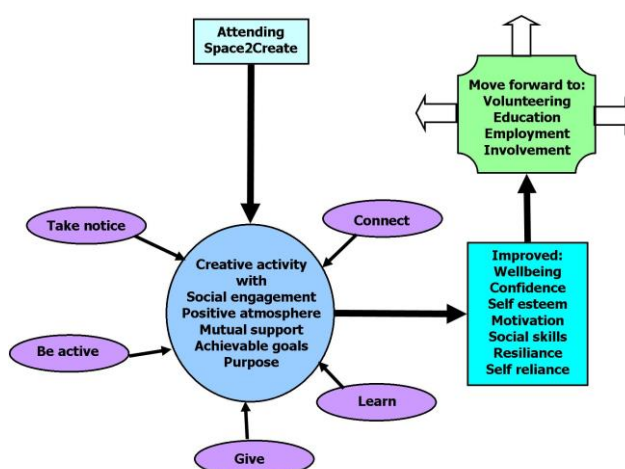 Attending
Space2Create
Move forward to:
Volunteering
Education
Employment
Involvement
Take notice
Connect
Creative activity
with
Social engagement
Positive atmosphere
Mutual support
Achievable goals
Purpose
Improved:
Wellbeing
Confidence
Self esteem
Motivation
Social skills
Resiliance
Self reliance
Be active
Learn
Give